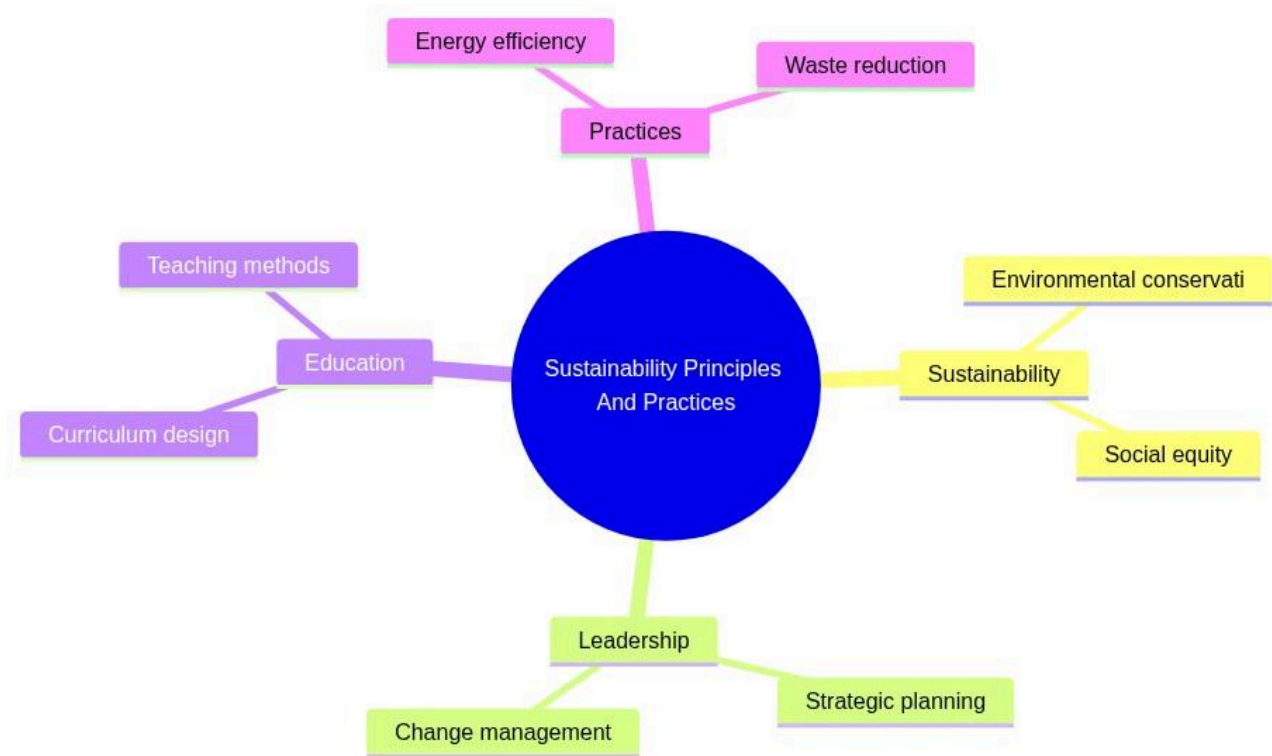 Energy efficiency
Waste reduction
Practices
Teaching methods
Environmental conservati
Education
Sustainability Principles
And Practices
Sustainability
Curriculum design
Social equity
Leadership
Strategic planning
Change management